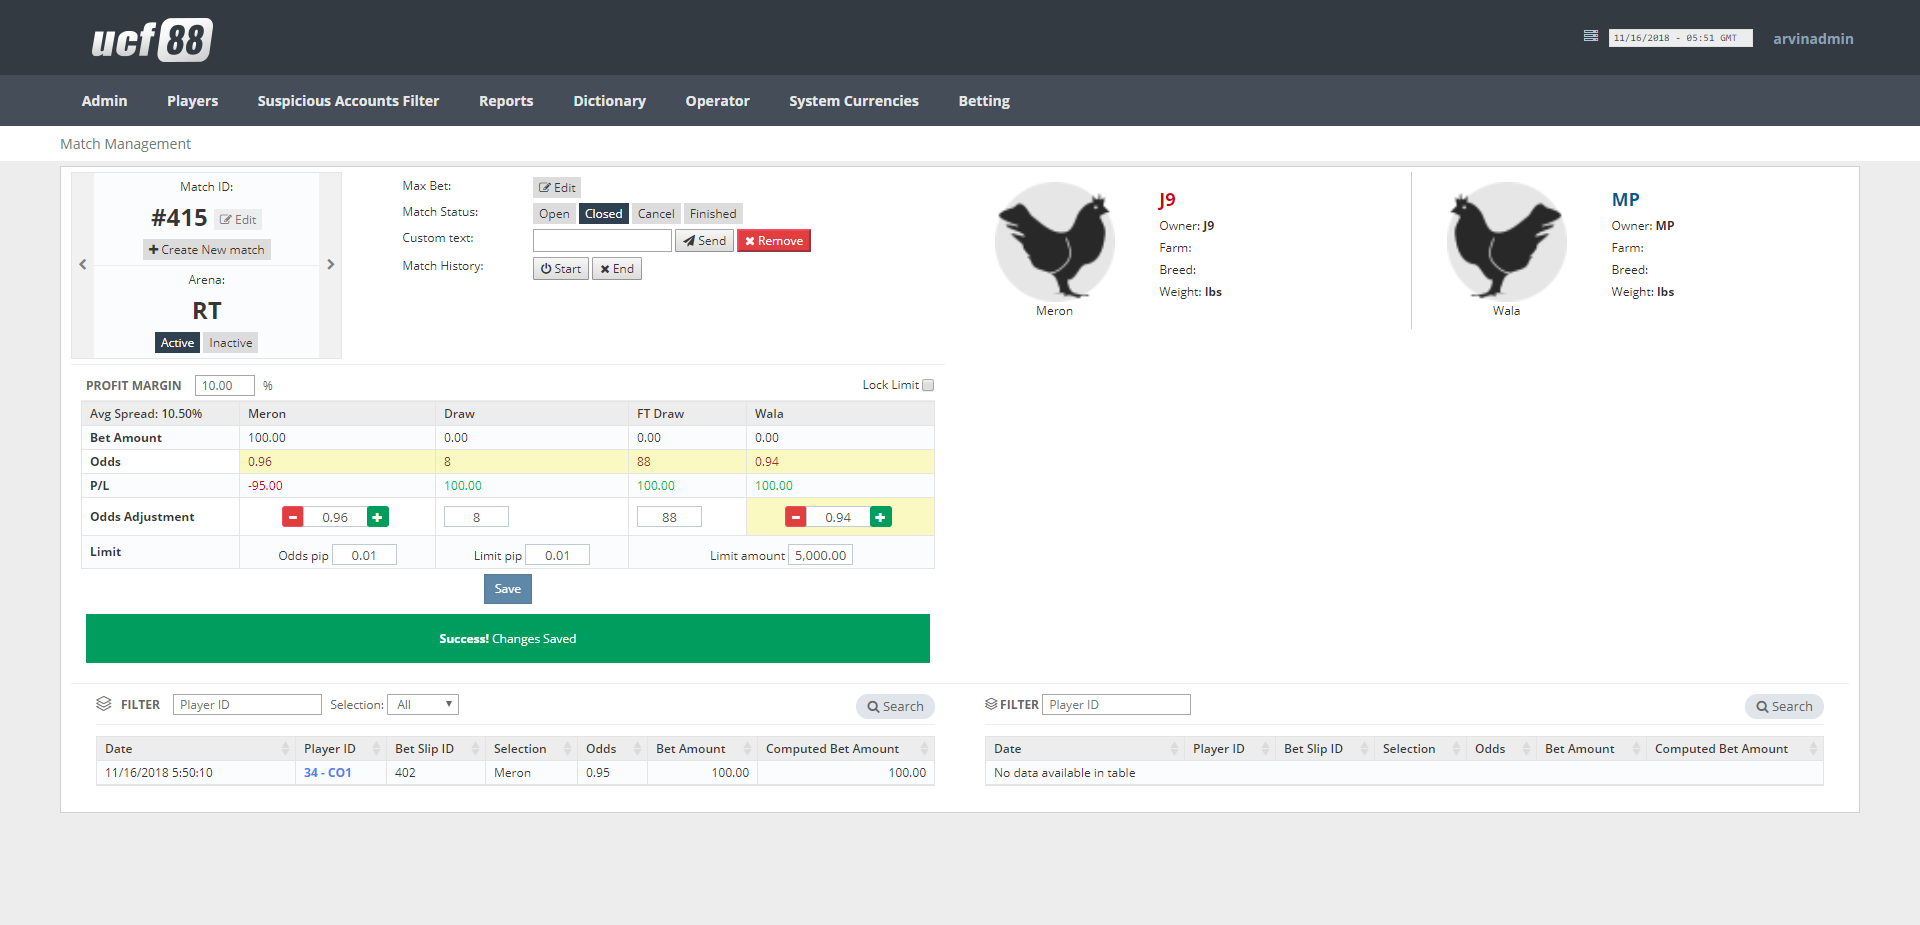 ucf 88
11/16/2018 - 05:51 GMT
arvinadmin
Admin Players Suspicious Accounts Filter Reports Dictionary Operator System Currencies Betting
Match Management
Match ID:
#415 Edit
Create New match
Arena:
RT
Active Inactive
Max Bet: Edit
Match Status: Open Closed Cancel Finished
Custom text: Send Remove
Match History: Start End
Meron
J9
Owner: J9
Farm:
Breed:
Weight: lbs
Wala
MP
Owner: MP
Farm:
Breed:
Weight: lbs
PROFIT MARGIN 10.00 % Lock Limit
Avg Spread: 10.50% Meron Draw FT Draw Wala
Bet Amount 100.00 0.00 0.00 0.00
Odds 0.96 8 88 0.94
P/L -95.00 100.00 100.00 100.00
Odds Adjustment 0.96 8 88 0.94
Limit Odds pip 0.01 Limit pip 0.01 Limit amount 5,000.00
Save
Success! Changes Saved
FILTER Player ID Selection: All Search
Date Player ID Bet Slip ID Selection Odds Bet Amount Computed Bet Amount
11/16/2018 5:50:10 34 - CO1 402 Meron 0.95 100.00 100.00
FILTER Player ID Search
Date Player ID Bet Slip ID Selection Odds Bet Amount Computed Bet Amount
No data available in table